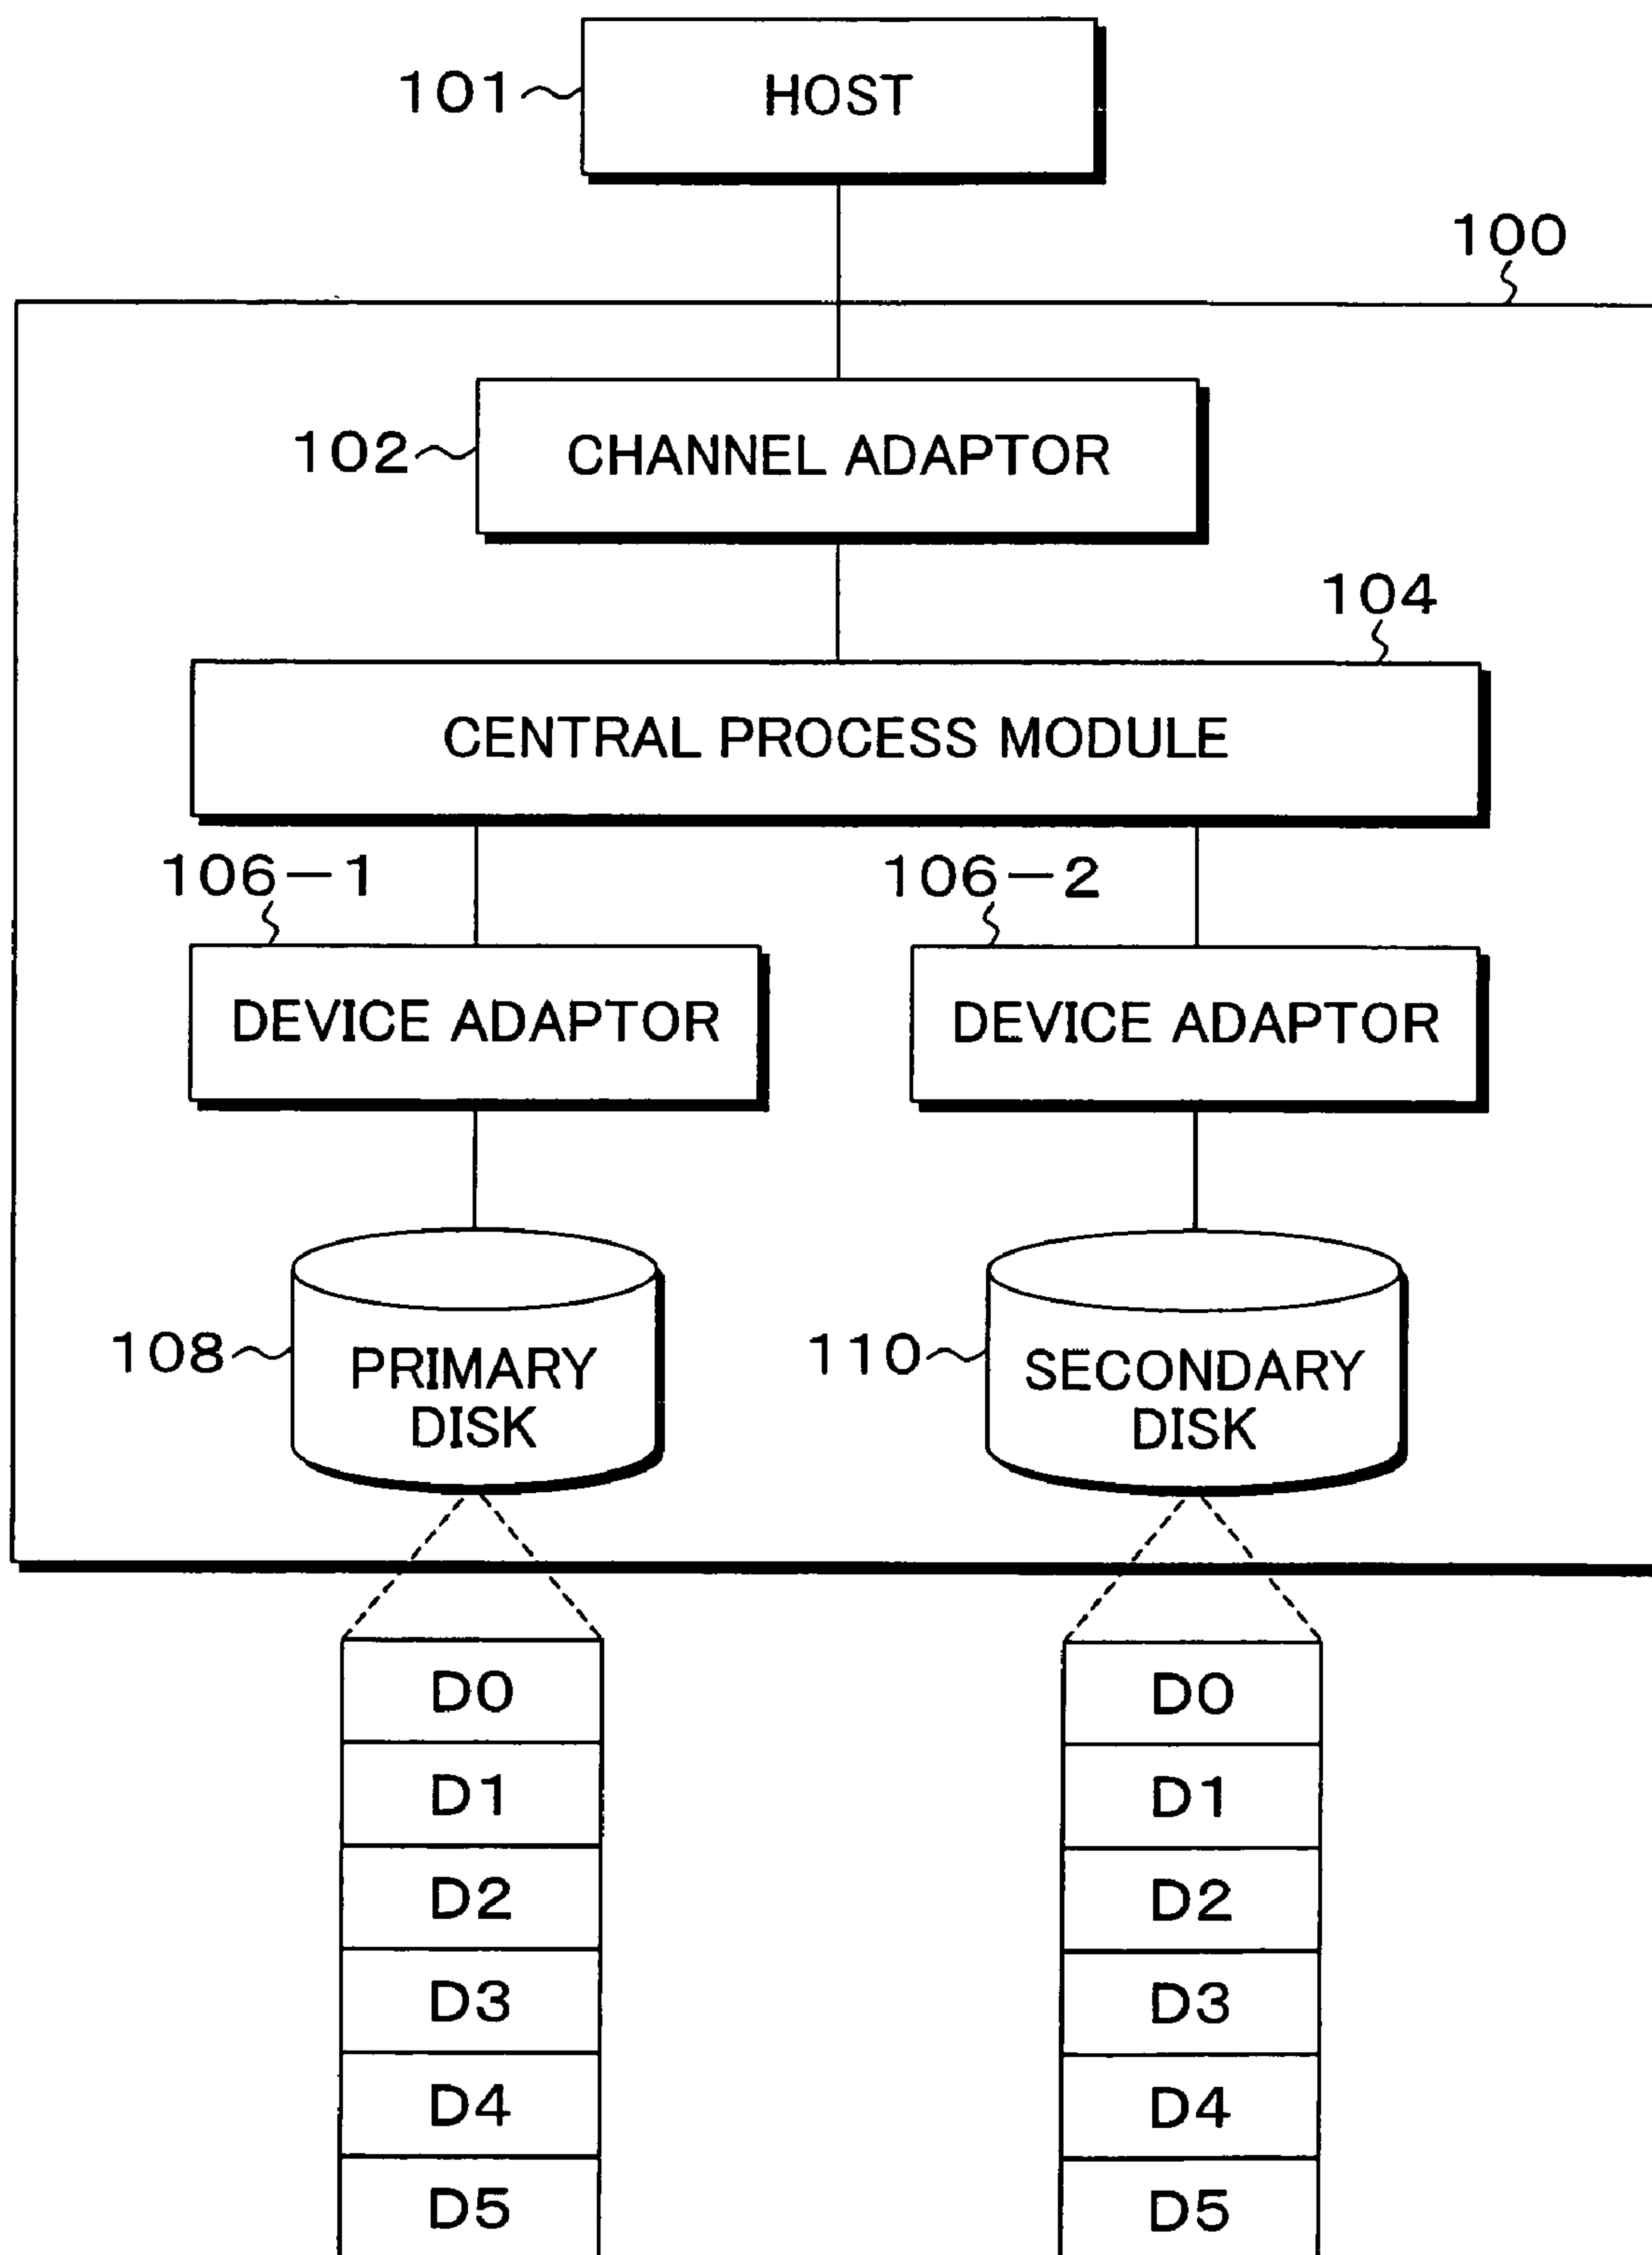 101
HOST
100
102
CHANNEL ADAPTOR
104
CENTRAL PROCESS MODULE
106-1
106-2
DEVICE ADAPTOR
DEVICE ADAPTOR
108
PRIMARY
DISK
110
SECONDARY
DISK
D0
D0
D1
D1
D2
D2
D3
D3
D4
D4
D5
D5